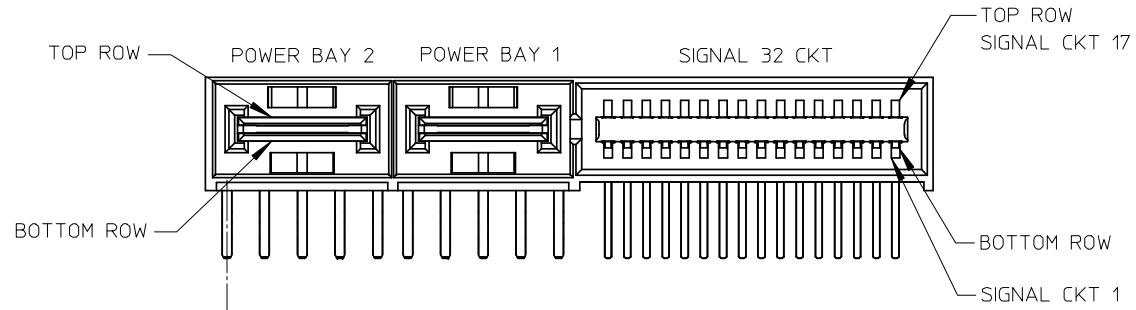 TOP ROW
SIGNAL CKT 17
TOP ROW
POWER BAY 2
POWER BAY 1
SIGNAL 32 CKT
BOTTOM ROW
BOTTOM ROW
SIGNAL CKT 1